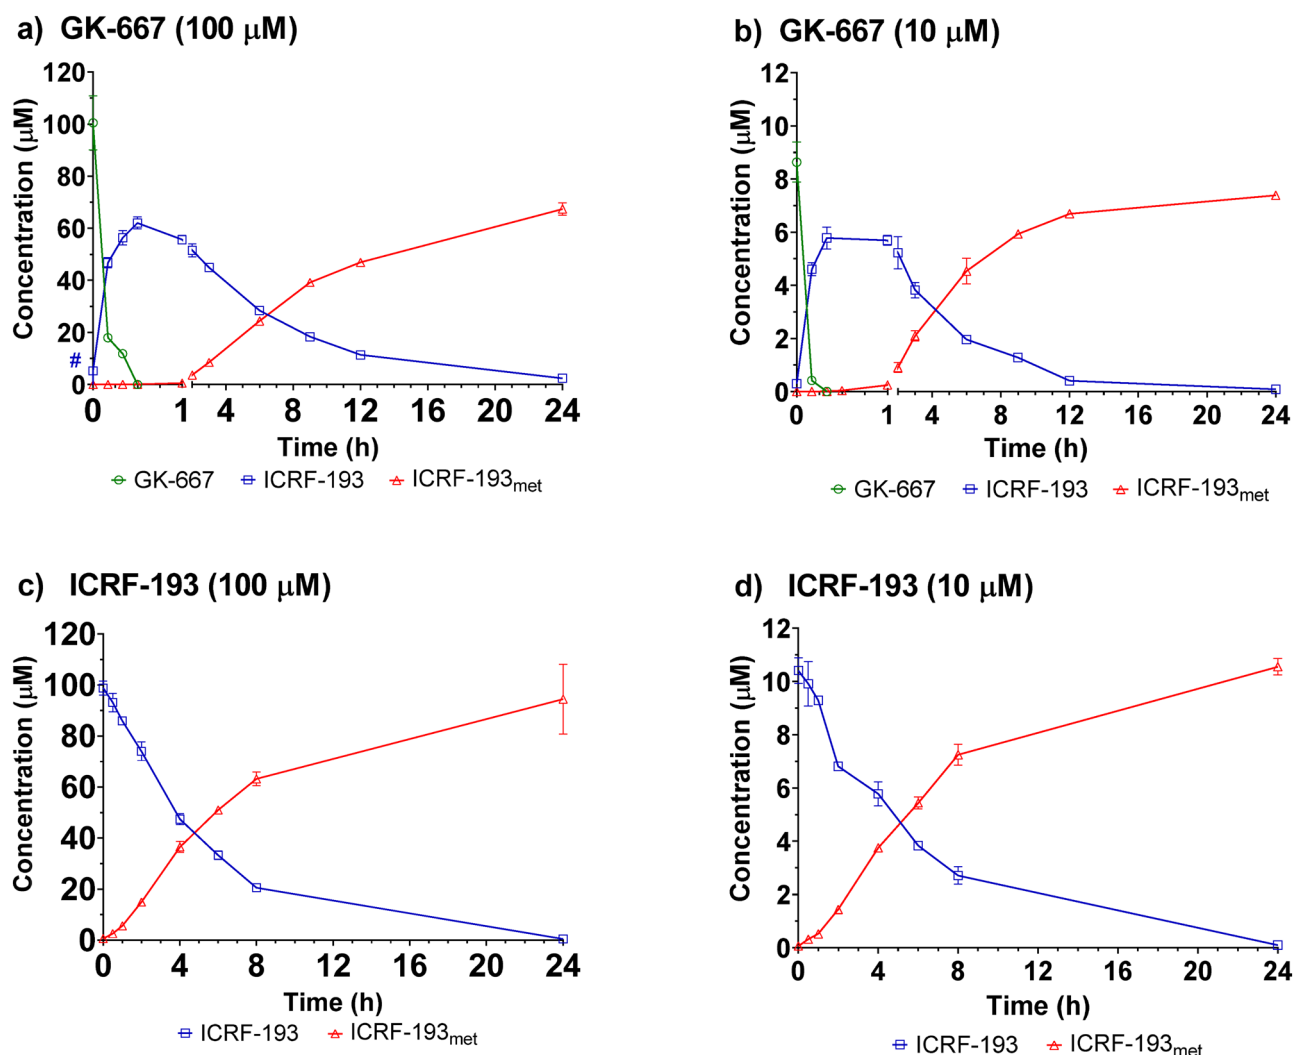 a) GK-667 (100 μM)
120
100
80
60
40
20
0
Concentration (μM)
#
0 1 4 8 12 16 20 24
Time (h)
GK-667 ICRF-193 ICRF-193met
b) GK-667 (10 μM)
12
10
8
6
4
2
0
Concentration (μM)
0 1 4 8 12 16 20 24
Time (h)
GK-667 ICRF-193 ICRF-193met
c) ICRF-193 (100 μM)
120
100
80
60
40
20
0
Concentration (μM)
0 4 8 12 16 20 24
Time (h)
ICRF-193 ICRF-193met
d) ICRF-193 (10 μM)
12
10
8
6
4
2
0
Concentration (μM)
0 4 8 12 16 20 24
Time (h)
ICRF-193 ICRF-193met